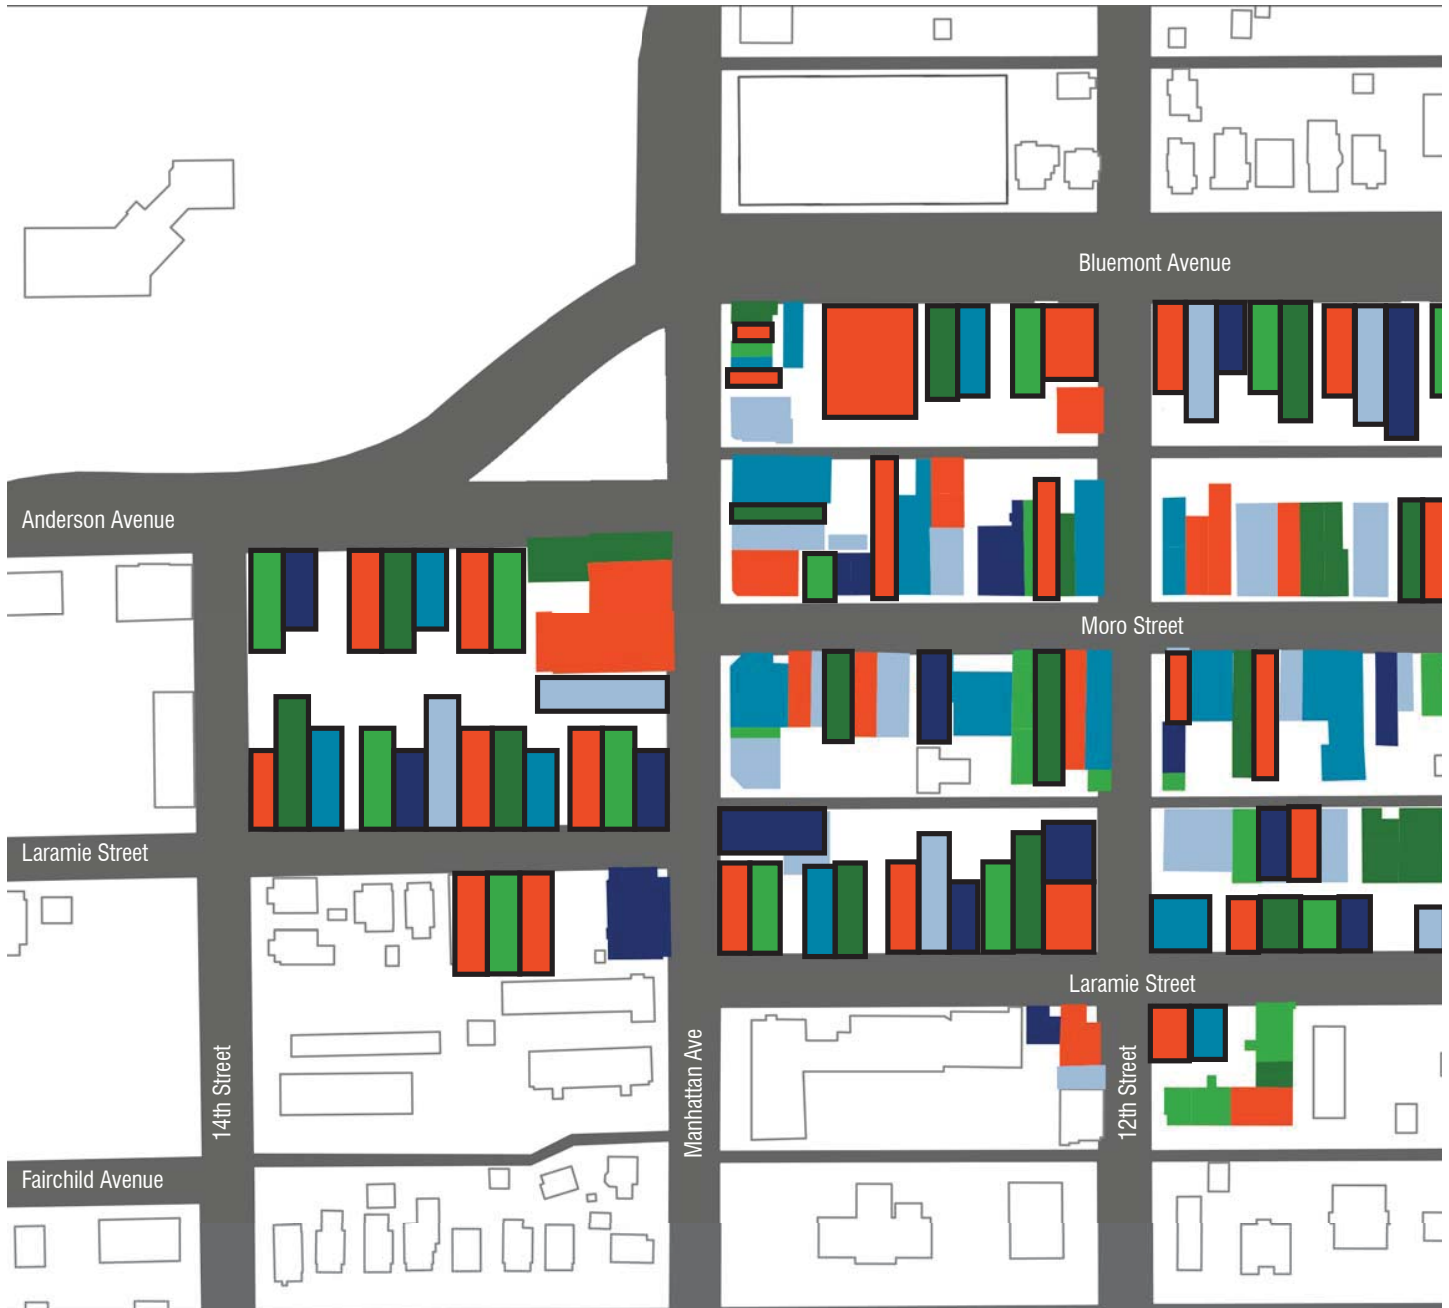 Bluemont Avenue
Anderson Avenue
Moro Street
Laramie Street
Laramie Street
14th Street
Manhattan Ave
12th Street
Fairchild Avenue